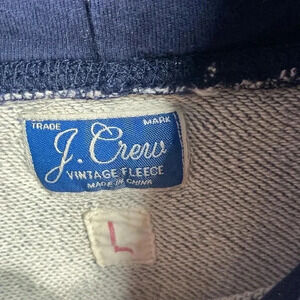 TRADE MARK
J. Crew
VINTAGE FLEECE
MADE IN CHINA
L